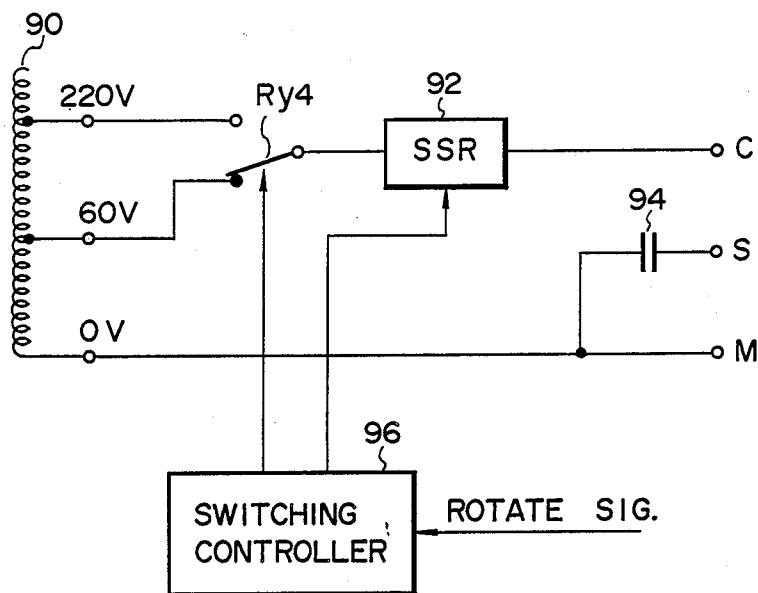 90
220V
Ry4
92
SSR
C
60V
94
S
0V
M
96
SWITCHING
CONTROLLER
ROTATE SIG.